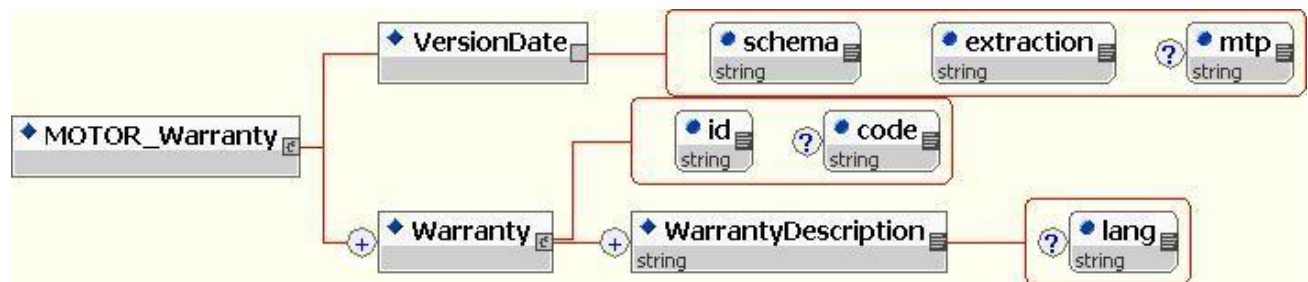 VersionDate
schema
string
extraction
string
?
mtp
string
MOTOR_Warranty
id
string
?
code
string
+
Warranty
+
WarrantyDescription
string
?
lang
string